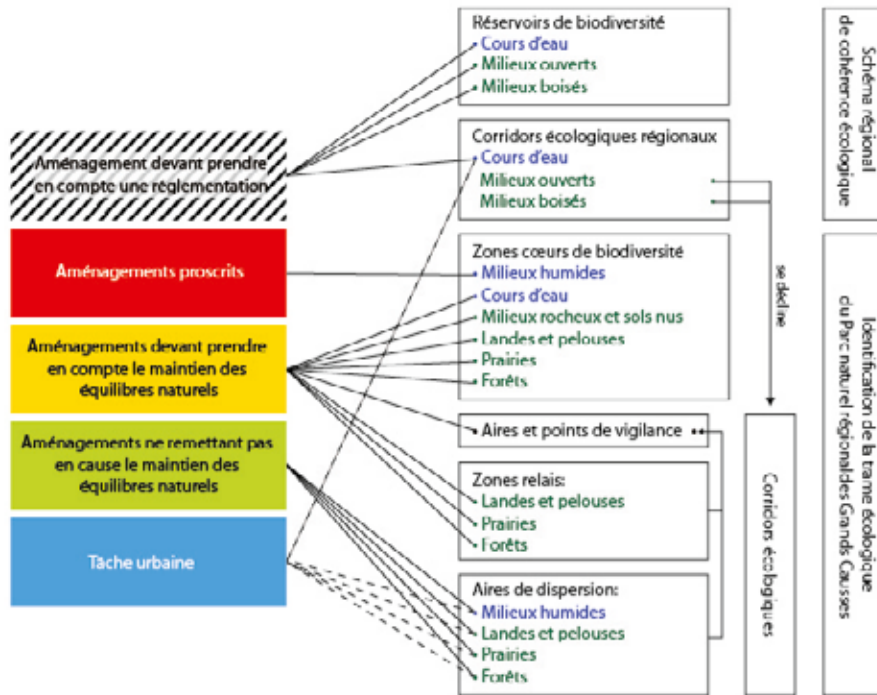 Aménagement devant prendre
en compte une réglementation
Aménagements proscrits
Aménagements devant prendre
en compte le maintien des
équilibres naturels
Aménagements ne remettant pas
en cause le maintien des
équilibres naturels
Tache urbaine
Réservoirs de biodiversité
Cours d'eau
Milieux ouverts
Milieux boisés
Corridors écologiques régionaux
Cours d'eau
Milieux ouverts
Milieux boisés
Zones cœurs de biodiversité
Milieux humides
Cours d'eau
Milieux rocheux et sols nus
Landes et pelouses
Prairies
Forêts
Aires et points de vigilance
Zones relais:
Landes et pelouses
Prairies
Forêts
Aires de dispersion:
Milieux humides
Landes et pelouses
Prairies
Forêts
se décline
Corridors écologiques
Schéma régional
de cohérence écologique
Identification de la trame écologique
du Parc naturel régionaldes Grands Causses